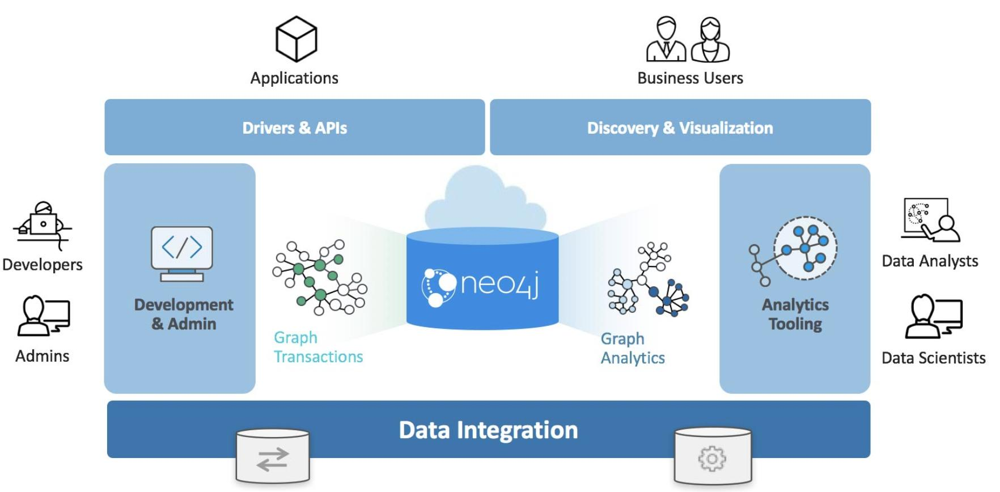 Applications
Business Users
Drivers & APIs
Discovery & Visualization
Developers
Admins
</>
Development
& Admin
Graph
Transactions
neo4j
Graph
Analytics
Analytics
Tooling
Data Analysts
Data Scientists
Data Integration